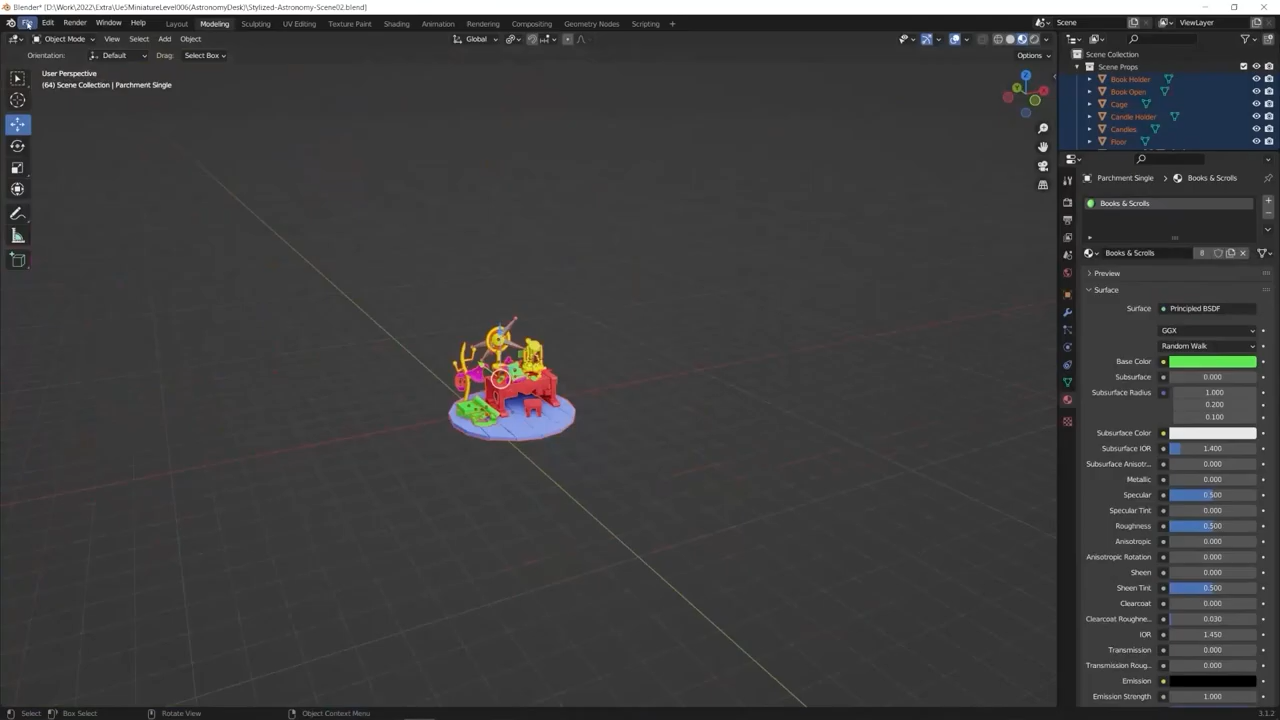 Blender* [D:\Work\2022\Extra\Ue5\MiniatureLevel006(AstronomyDesk)\Stylized-Astronomy-Scene02.blend]
File Edit Render Window Help Layout Modeling Sculpting UV Editing Texture Paint Shading Animation Rendering Compositing Geometry Nodes Scripting + Scene ViewLayer
Object Mode View Select Add Object Global
Orientation: Default Drag: Select Box Options
User Perspective
(64) Scene Collection | Parchment Single
Scene Collection
Scene Props
Book Holder
Book Open
Cage
Candle Holder
Candles
Floor
Parchment Single > Books & Scrolls
Books & Scrolls
Books & Scrolls 8
Preview
Surface
Surface Principled BSDF
GGX
Random Walk
Base Color
Subsurface 0.000
Subsurface Radius 1.000
0.200
0.100
Subsurface Color
Subsurface IOR 1.400
Subsurface Anisotr... 0.000
Metallic 0.000
Specular 0.500
Specular Tint 0.000
Roughness 0.500
Anisotropic 0.000
Anisotropic Rotation 0.000
Sheen 0.000
Sheen Tint 0.500
Clearcoat 0.000
Clearcoat Roughne... 0.030
IOR 1.450
Transmission 0.000
Transmission Roug... 0.000
Emission
Emission Strength 1.000
Select Box Select Rotate View Object Context Menu 3.1.2